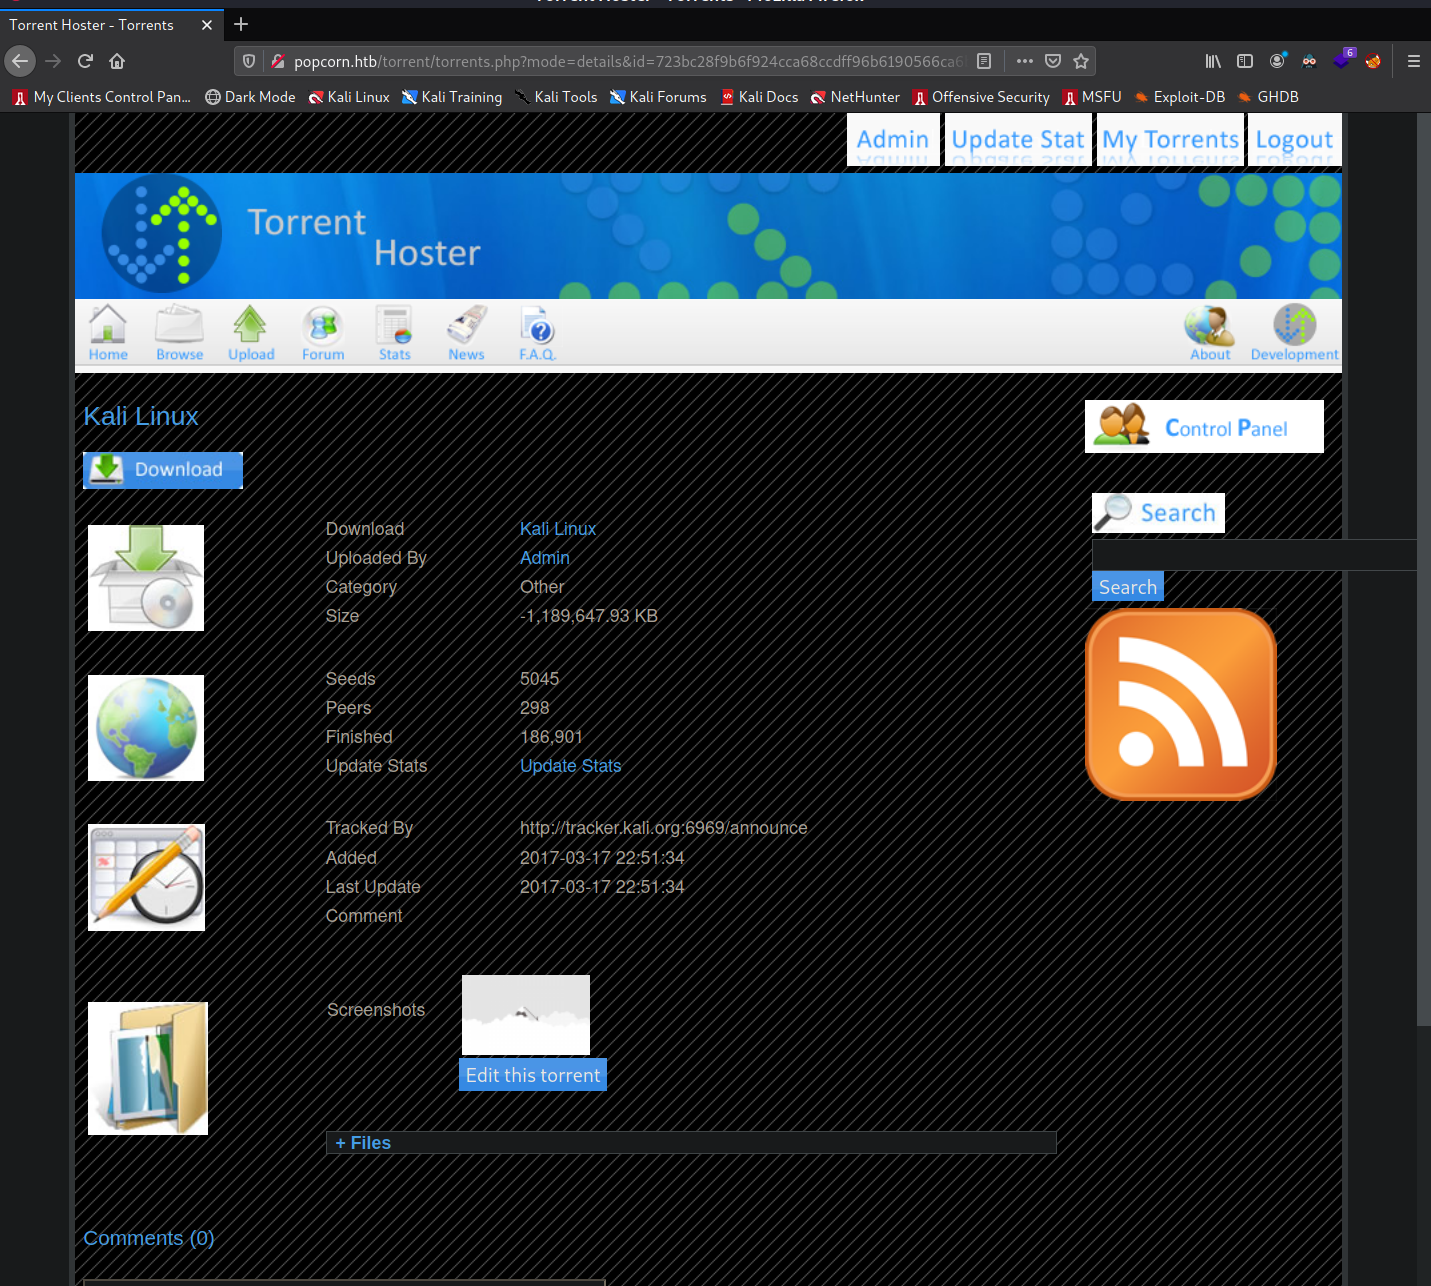 Torrent Hoster - Torrents
popcorn.htb/torrent/torrents.php?mode=details&id=723bc28f9b6f924cca68ccdff96b6190566ca6
6
My Clients Control Pan... Dark Mode Kali Linux Kali Training Kali Tools Kali Forums Kali Docs NetHunter Offensive Security MSFU Exploit-DB GHDB
Admin Update Stat My Torrents Logout
Torrent
Hoster
Home Browse Upload Forum Stats News F.A.Q. About Development
Kali Linux
Control Panel
Download
Search
Download Kali Linux
Uploaded By Admin
Category Other
Search
Size -1,189,647.93 KB
Seeds 5045
Peers 298
Finished 186,901
Update Stats Update Stats
Tracked By http://tracker.kali.org:6969/announce
Added 2017-03-17 22:51:34
Last Update 2017-03-17 22:51:34
Comment
Screenshots
Edit this torrent
+ Files
Comments (0)